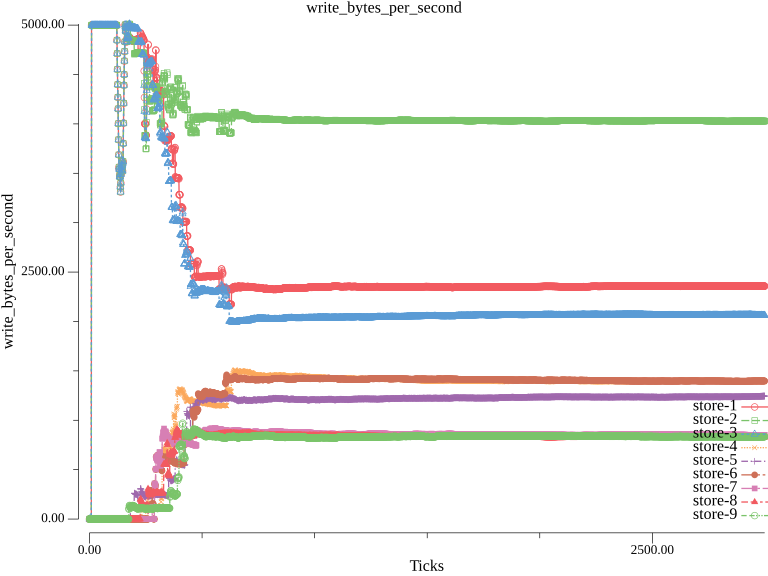 write_bytes_per_second
5000.00
write_bytes_per_second
2500.00
0.00
0.00
2500.00
Ticks
store-1
store-2
store-3
store-4
store-5
store-6
store-7
store-8
store-9